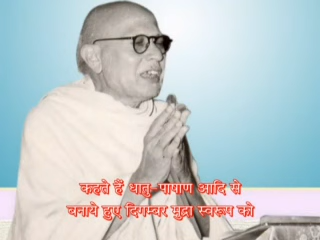 कहते हैं धातु-पाषाण आदि से
बनाये हुए दिगम्बर मुद्रा स्वरूप को